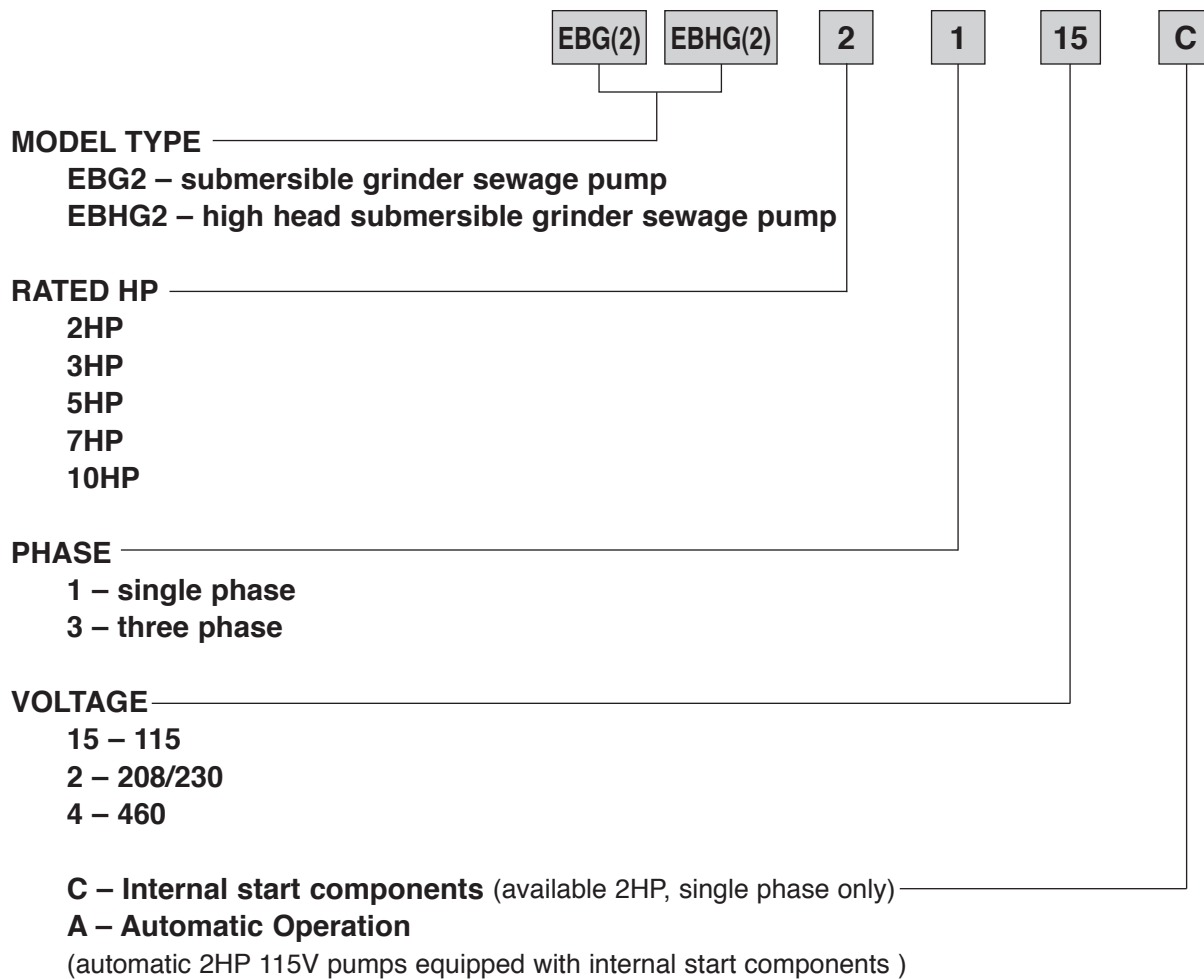 EBG(2) EBHG(2) 2 1 15 C
MODEL TYPE
EBG2 – submersible grinder sewage pump
EBHG2 – high head submersible grinder sewage pump
RATED HP
2HP
3HP
5HP
7HP
10HP
PHASE
1 – single phase
3 – three phase
VOLTAGE
15 – 115
2 – 208/230
4 – 460
C – Internal start components (available 2HP, single phase only)
A – Automatic Operation
(automatic 2HP 115V pumps equipped with internal start components )